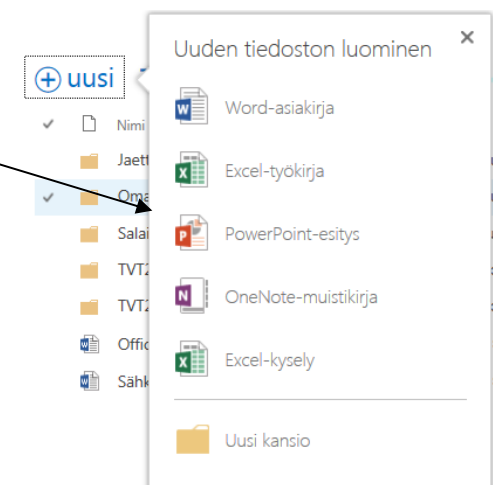 Uuden tiedoston luominen
uusi
Word-asiakirja
Nimi
Excel-työkirja
PowerPoint-esitys
OneNote-muistikirja
Excel-kysely
Uusi kansio